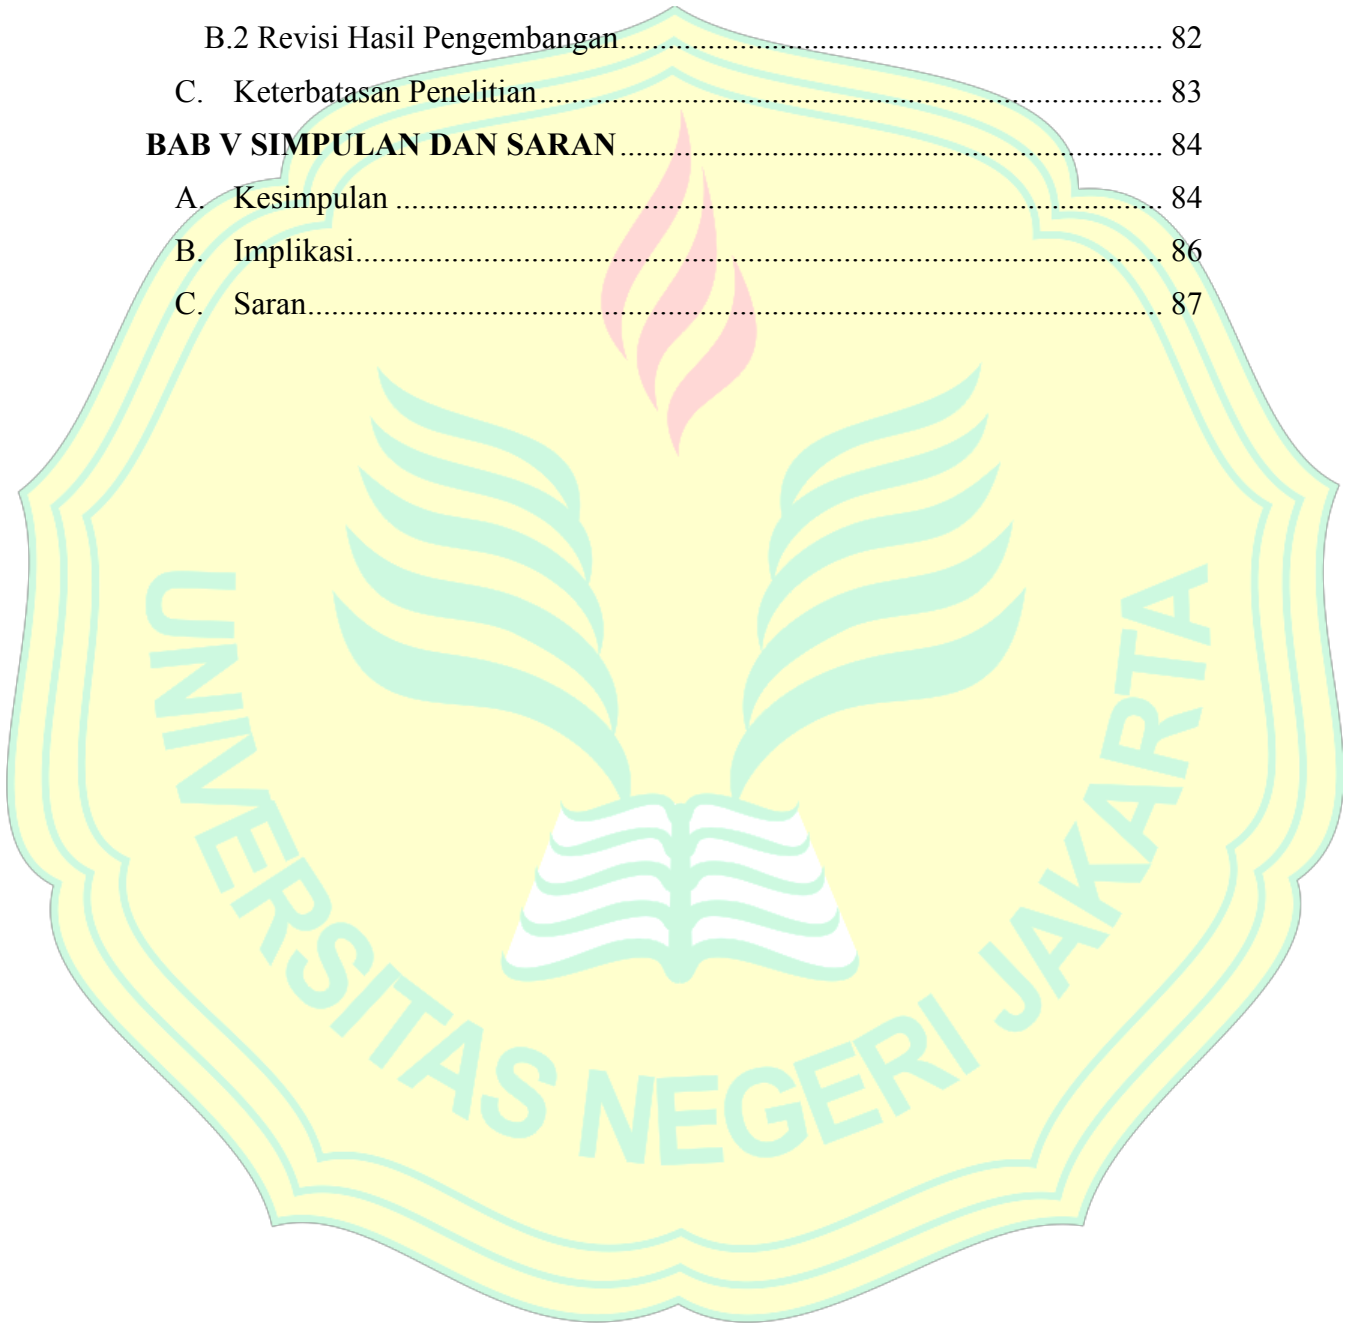 B.2 Revisi Hasil Pengembangan.................................................................... 82
C. Keterbatasan Penelitian.............................................................................. 83
BAB V SIMPULAN DAN SARAN.................................................................... 84
A. Kesimpulan ................................................................................................ 84
B. Implikasi..................................................................................................... 86
C. Saran........................................................................................................... 87
UNIVERSITAS NEGERI JAKARTA